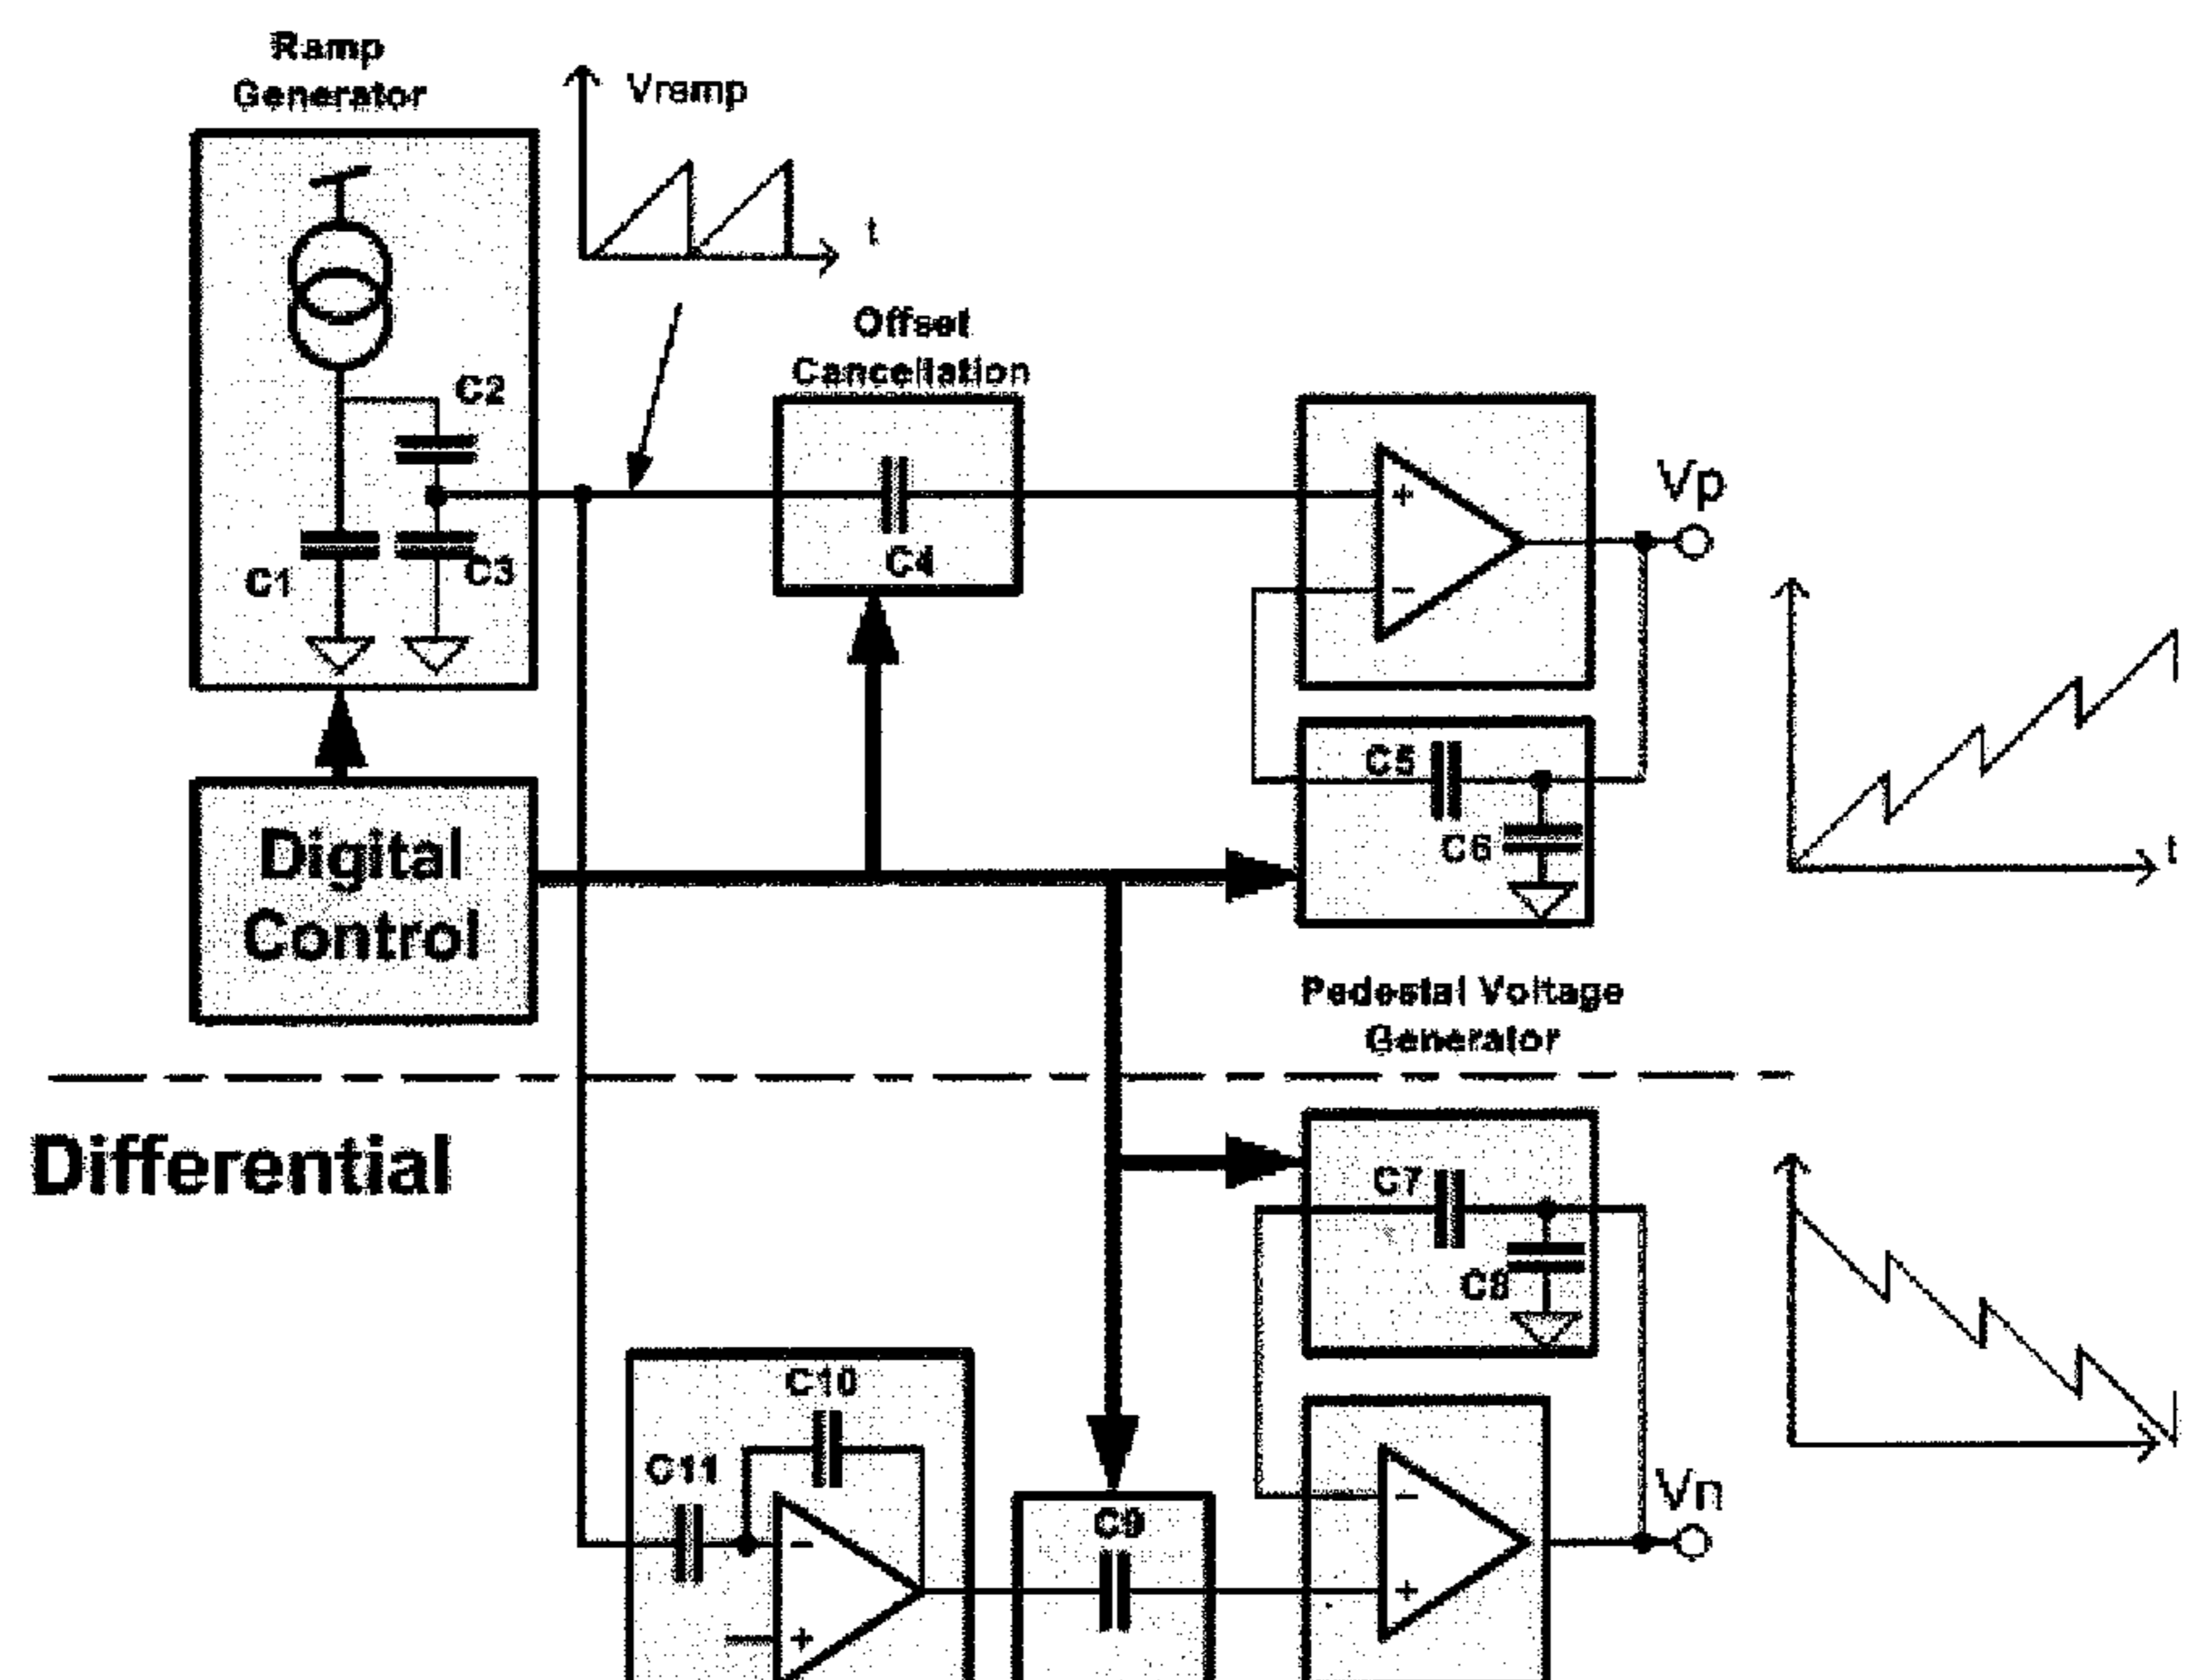 Ramp
Generator
Vramp
t
Offset
Cancellation
C2
C1
C3
C4
+
-
Vp
C5
C6
t
Digital
Control
Pedestal Voltage
Generator
Differential
C7
C8
C10
C11
C9
-
+
-
+
Vn